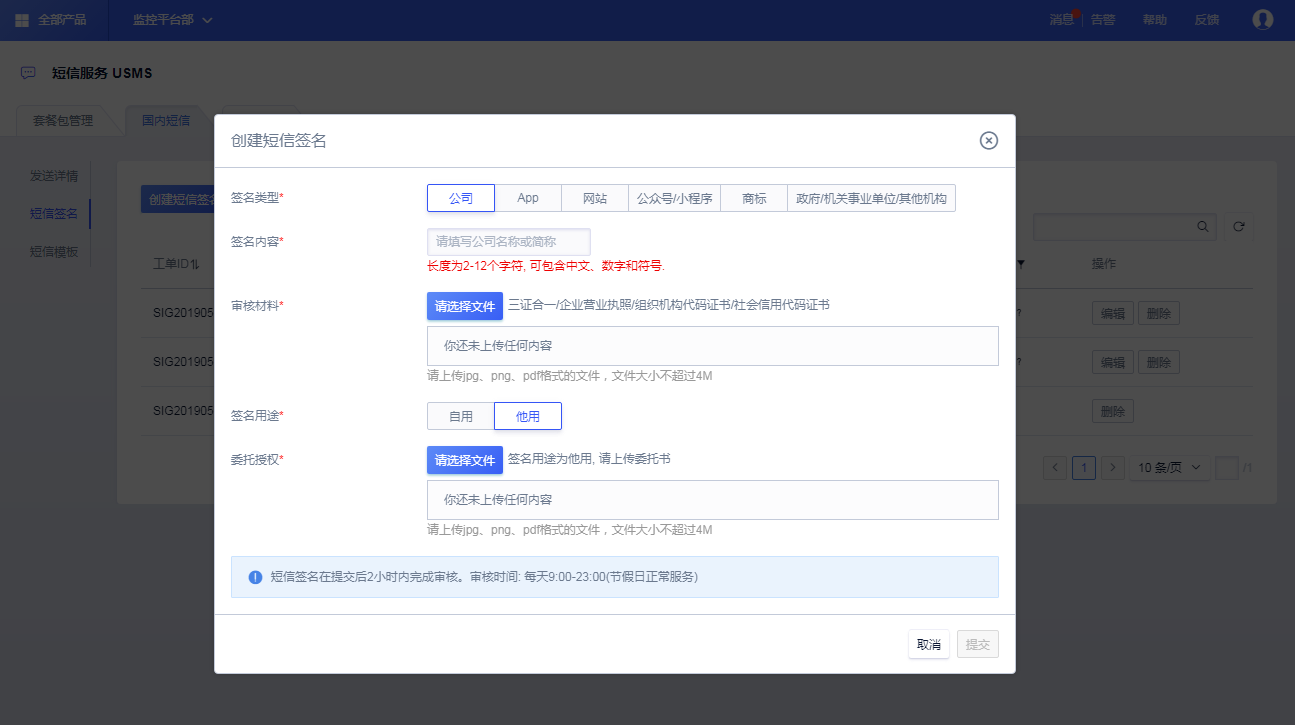 全部产品 监控平台部 消息 告警 帮助 反馈
短信服务 USMS
套餐包管理 国内短信
创建短信签名
发送详情
签名类型* 公司 App 网站 公众号/小程序 商标 政府/机关事业单位/其他机构
创建短信签名
短信签名
签名内容* 请填写公司名称或简称
长度为2-12个字符, 可包含中文、数字和符号.
短信模板
工单ID 操作
审核材料* 请选择文件 三证合一/企业营业执照/组织机构代码证书/社会信用代码证书
SIG201905 编辑 删除
你还未上传任何内容
SIG201905 编辑 删除
请上传jpg、png、pdf格式的文件，文件大小不超过4M
SIG201905 删除
签名用途* 自用 他用
委托授权* 请选择文件 签名用途为他用, 请上传委托书
1 10 条/页 /1
你还未上传任何内容
请上传jpg、png、pdf格式的文件，文件大小不超过4M
短信签名在提交后2小时内完成审核。审核时间: 每天9:00-23:00(节假日正常服务)
取消 提交